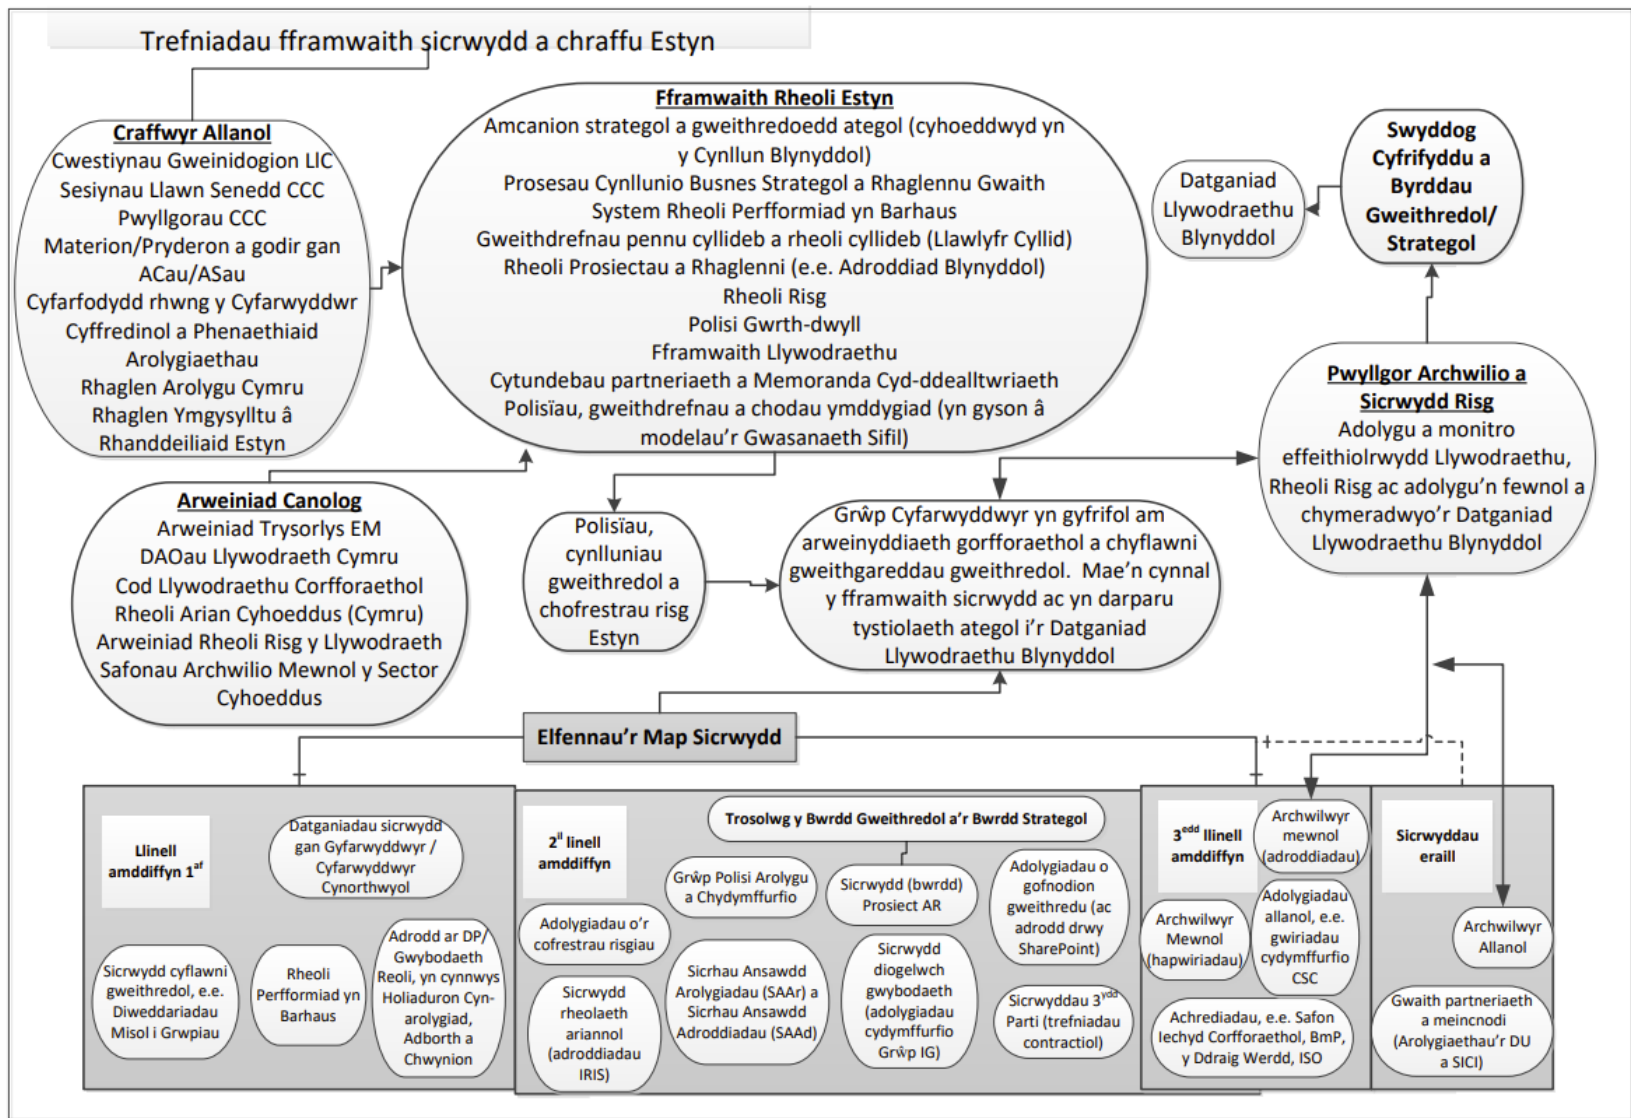 Trefniadau fframwaith sicrwydd a chraffu Estyn
Craffwyr Allanol
Cwestiynau Gweinidogion LlC
Sesiynau Llawn Senedd CCC
Pwyllgorau CCC
Materion/Pryderon a godir gan
ACau/ASau
Cyfarfodydd rhwng y Cyfarwyddwr
Cyffredinol a Phenaethiaid
Arolygiaethau
Rhaglen Arolygu Cymru
Rhaglen Ymgysylltu â
Rhanddeiliaid Estyn
Fframwaith Rheoli Estyn
Amcanion strategol a gweithredoedd ategol (cyhoeddwyd yn
y Cynllun Blynyddol)
Prosesau Cynllunio Busnes Strategol a Rhaglennu Gwaith
System Rheoli Perfformiad yn Barhaus
Gweithdrefnau pennu cyllideb a rheoli cyllideb (Llawlyfr Cyllid)
Rheoli Prosiectau a Rhaglenni (e.e. Adroddiad Blynyddol)
Rheoli Risg
Polisi Gwrth-dwyll
Fframwaith Llywodraethu
Cytundebau partneriaeth a Memoranda Cyd-ddealltwriaeth
Polisïau, gweithdrefnau a chodau ymddygiad (yn gyson â
modelau'r Gwasanaeth Sifil)
Datganiad
Llywodraethu
Blynyddol
Swyddog
Cyfrifyddu a
Byrddau
Gweithredol/
Strategol
Pwyllgor Archwilio a
Sicrwydd Risg
Adolygu a monitro
effeithiolrwydd Llywodraethu,
Rheoli Risg ac adolygu'n fewnol a
chymeradwyo'r Datganiad
Llywodraethu Blynyddol
Arweiniad Canolog
Arweiniad Trysorlys EM
DAOau Llywodraeth Cymru
Cod Llywodraethu Corfforaethol
Rheoli Arian Cyhoeddus (Cymru)
Arweiniad Rheoli Risg y Llywodraeth
Safonau Archwilio Mewnol y Sector
Cyhoeddus
Polisïau,
cynlluniau
gweithredol a
chofrestrau risg
Estyn
Grŵp Cyfarwyddwyr yn gyfrifol am
arweinyddiaeth gorfforaethol a chyflawni
gweithgareddau gweithredol. Mae'n cynnal
y fframwaith sicrwydd ac yn darparu
tystiolaeth ategol i'r Datganiad
Llywodraethu Blynyddol
Elfennau'r Map Sicrwydd
Llinell
amddiffyn 1af
Datganiadau sicrwydd
gan Gyfarwyddwyr /
Cyfarwyddwyr
Cynorthwyol
Sicrwydd cyflawni
gweithredol, e.e.
Diweddariadau
Misol i Grwpiau
Rheoli
Perfformiad yn
Barhaus
Adrodd ar DP/
Gwybodaeth
Reoli, yn cynnwys
Holiaduron Cyn-
arolygiad,
Adborth a
Chwynion
2il linell
amddiffyn
Trosolwg y Bwrdd Gweithredol a'r Bwrdd Strategol
Grŵp Polisi Arolygu
a Chydymffurfio
Sicrwydd (bwrdd)
Prosiect AR
Adolygiadau o
gofnodion
gweithredu (ac
adrodd drwy
SharePoint)
Adolygiadau o'r
cofrestrau risgiau
Sicrwydd
rheolaeth
ariannol
(adroddiadau
IRIS)
Sicrhau Ansawdd
Arolygiadau (SAAr) a
Sicrhau Ansawdd
Adroddiadau (SAAd)
Sicrwydd
diogelwch
gwybodaeth
(adolygiadau
cydymffurfio
Grŵp IG)
Sicrwyddau 3ydd
Parti (trefniadau
contractiol)
3edd llinell
amddiffyn
Archwilwyr
mewnol
(adroddiadau)
Archwilwyr
Mewnol
(hapwiriadau)
Adolygiadau
allanol, e.e.
gwiriadau
cydymffurfio
CSC
Achrediadau, e.e. Safon
Iechyd Corfforaethol, BmP,
y Ddraig Werdd, ISO
Sicrwyddau
eraill
Archwilwyr
Allanol
Gwaith partneriaeth
a meincnodi
(Arolygiaethau'r DU
a SICI)